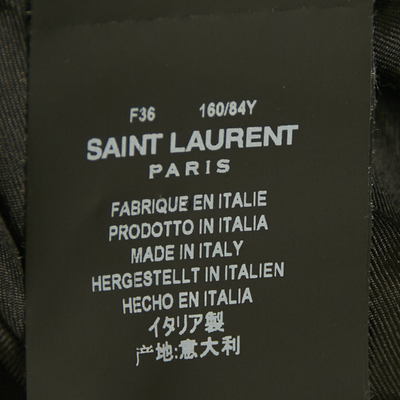 F36 160/84Y
SAINT LAURENT
PARIS
FABRIQUE EN ITALIE
PRODOTTO IN ITALIA
MADE IN ITALY
HERGESTELLT IN ITALIEN
HECHO EN ITALIA
イタリア製
产地:意大利